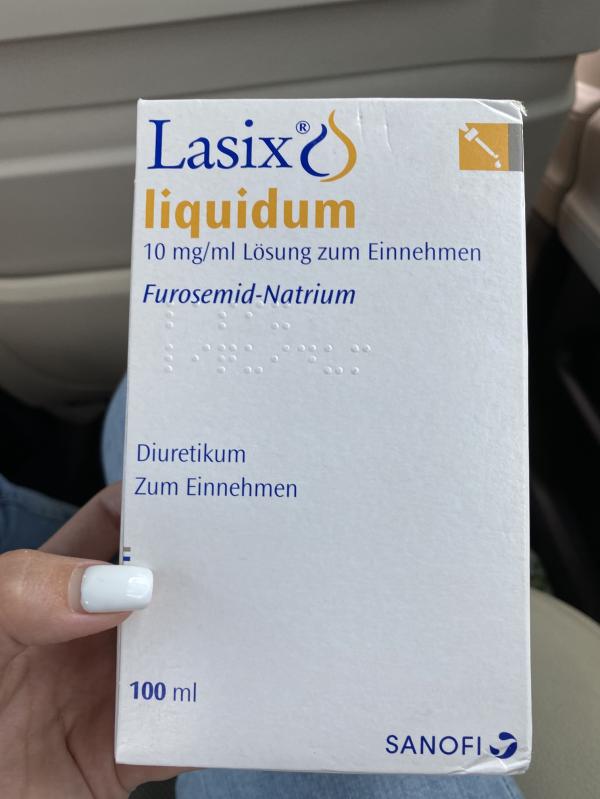 Lasix®
liquidum
10 mg/ml Lösung zum Einnehmen
Furosemid-Natrium
Diuretikum
Zum Einnehmen
100 ml
SANOFI